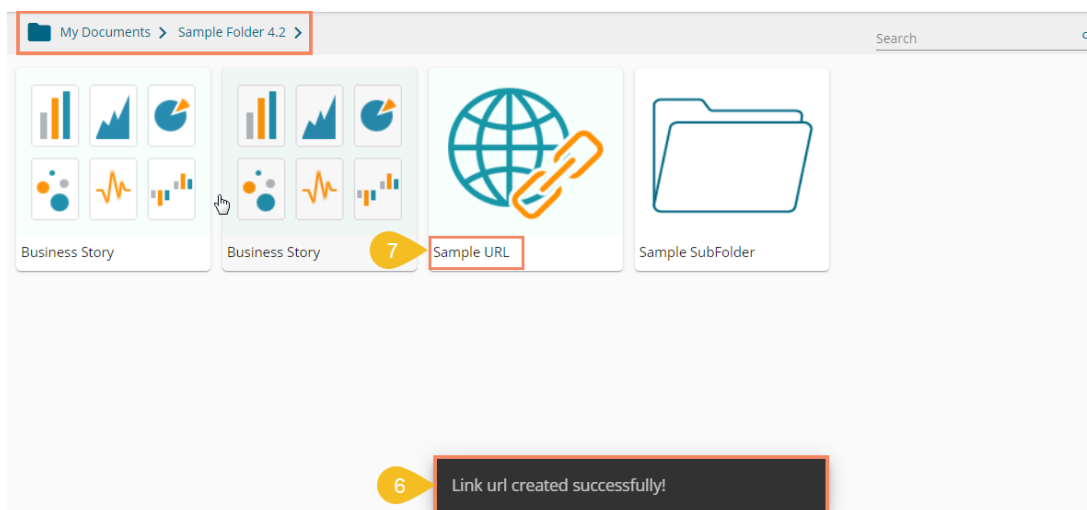 My Documents Sample Folder 4.2
Search
Business Story
Business Story
7
Sample URL
Sample SubFolder
6
Link url created successfully!